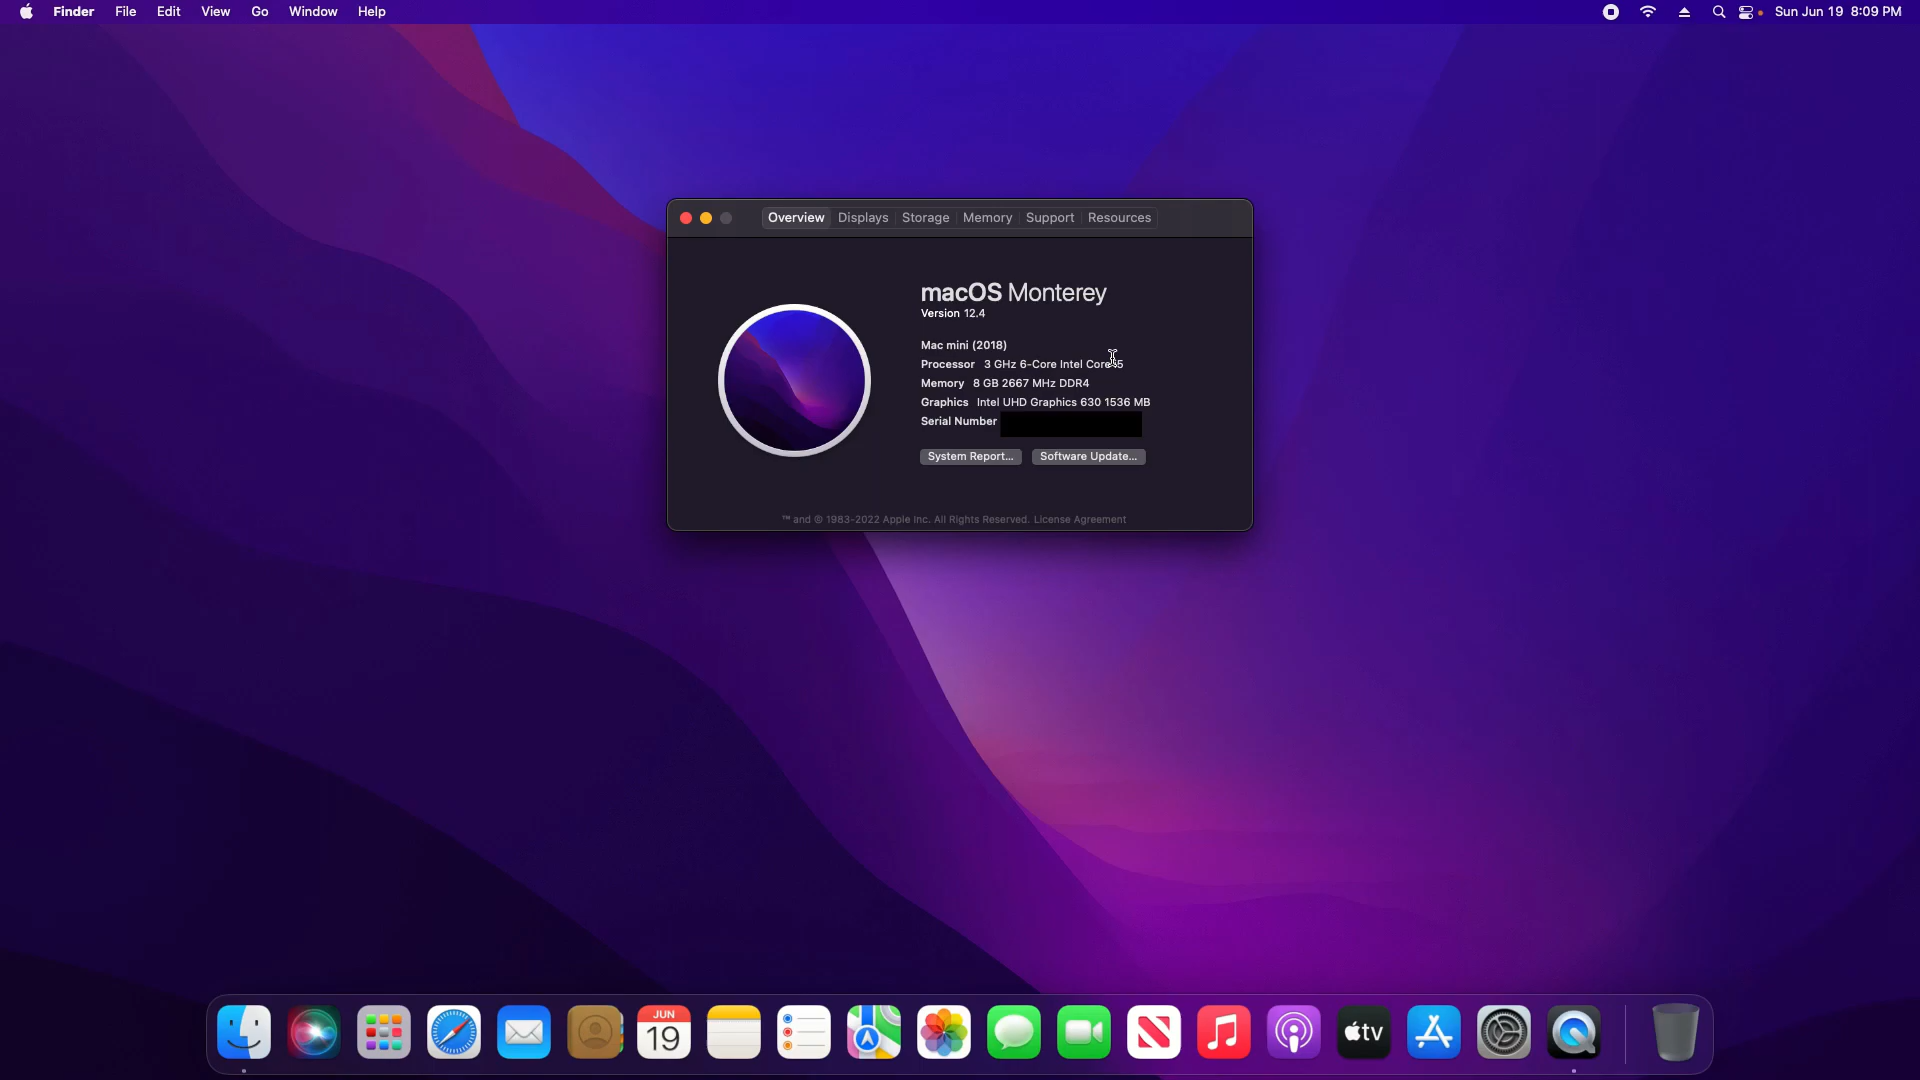 Finder File Edit View Go Window Help
Sun Jun 19 8:09 PM
Overview Displays Storage Memory Support Resources
macOS Monterey
Version 12.4
Mac mini (2018)
Processor 3 GHz 6-Core Intel Core i5
Memory 8 GB 2667 MHz DDR4
Graphics Intel UHD Graphics 630 1536 MB
Serial Number
System Report... Software Update...
™ and © 1983-2022 Apple Inc. All Rights Reserved. License Agreement
JUN
19
tv